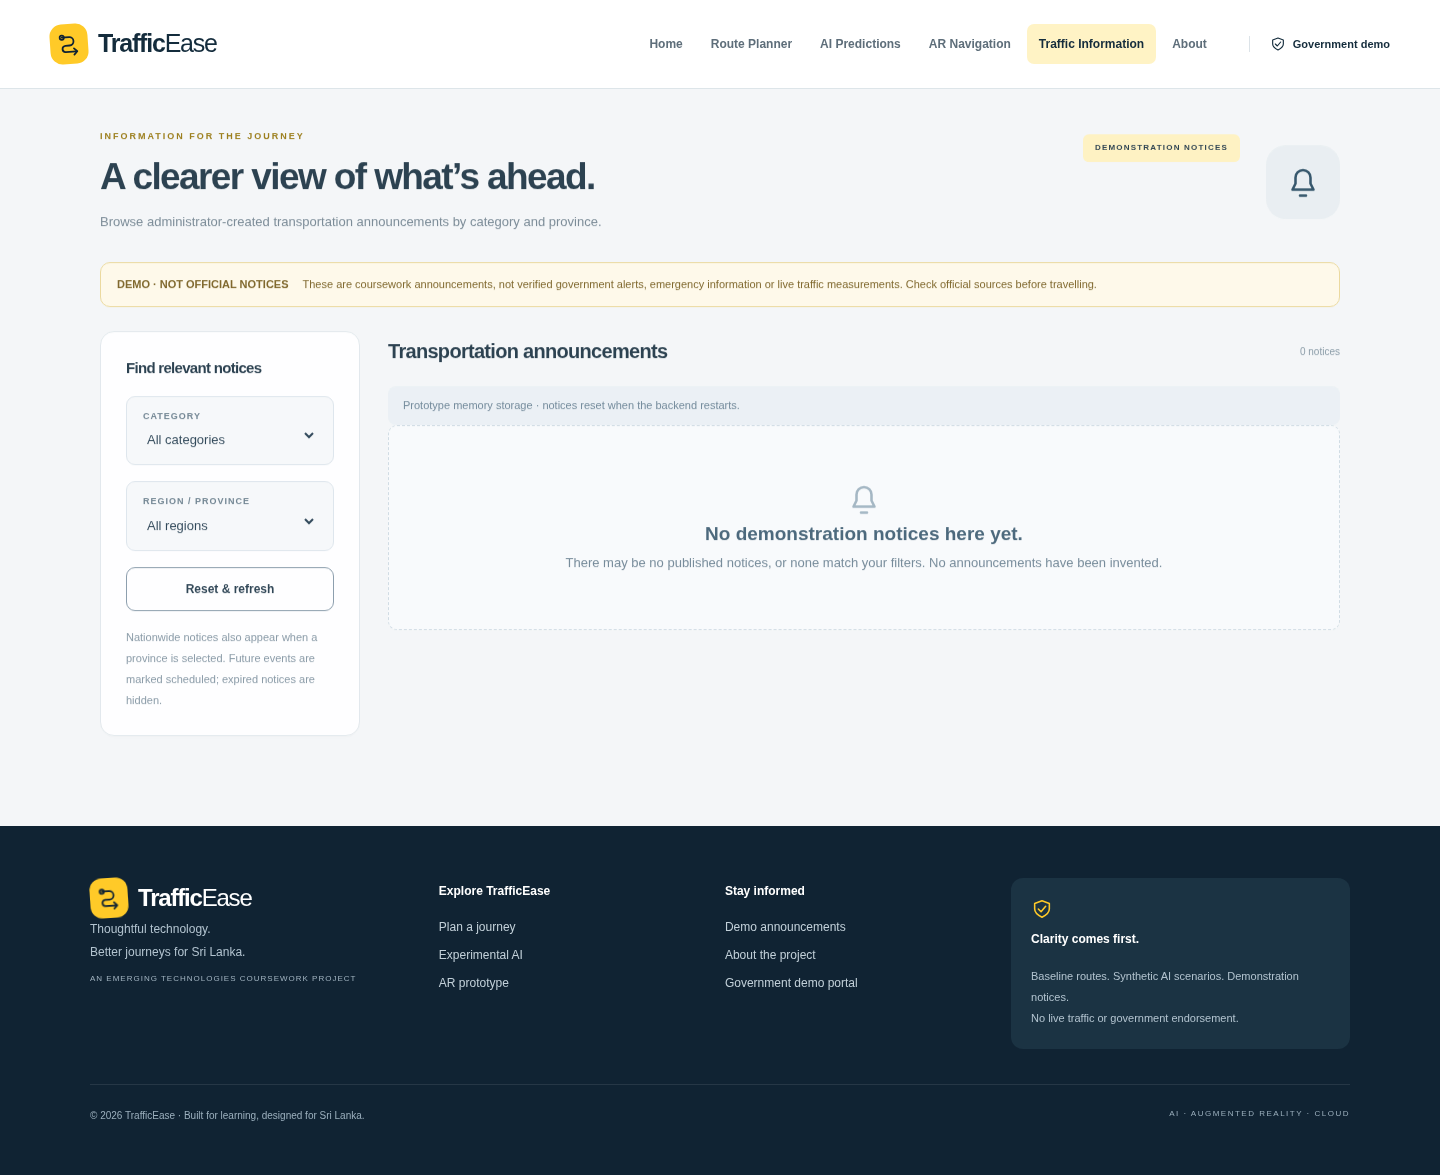 TrafficEase
Home
Route Planner
AI Predictions
AR Navigation
Traffic Information
About
Government demo
INFORMATION FOR THE JOURNEY
A clearer view of what’s ahead.
Browse administrator-created transportation announcements by category and province.
DEMONSTRATION NOTICES
DEMO · NOT OFFICIAL NOTICES These are coursework announcements, not verified government alerts, emergency information or live traffic measurements. Check official sources before travelling.
Find relevant notices
CATEGORY
All categories
REGION / PROVINCE
All regions
Reset & refresh
Nationwide notices also appear when a
province is selected. Future events are
marked scheduled; expired notices are
hidden.
Transportation announcements
0 notices
Prototype memory storage · notices reset when the backend restarts.
No demonstration notices here yet.
There may be no published notices, or none match your filters. No announcements have been invented.
TrafficEase
Thoughtful technology.
Better journeys for Sri Lanka.
AN EMERGING TECHNOLOGIES COURSEWORK PROJECT
Explore TrafficEase
Plan a journey
Experimental AI
AR prototype
Stay informed
Demo announcements
About the project
Government demo portal
Clarity comes first.
Baseline routes. Synthetic AI scenarios. Demonstration
notices.
No live traffic or government endorsement.
© 2026 TrafficEase · Built for learning, designed for Sri Lanka.
AI · AUGMENTED REALITY · CLOUD